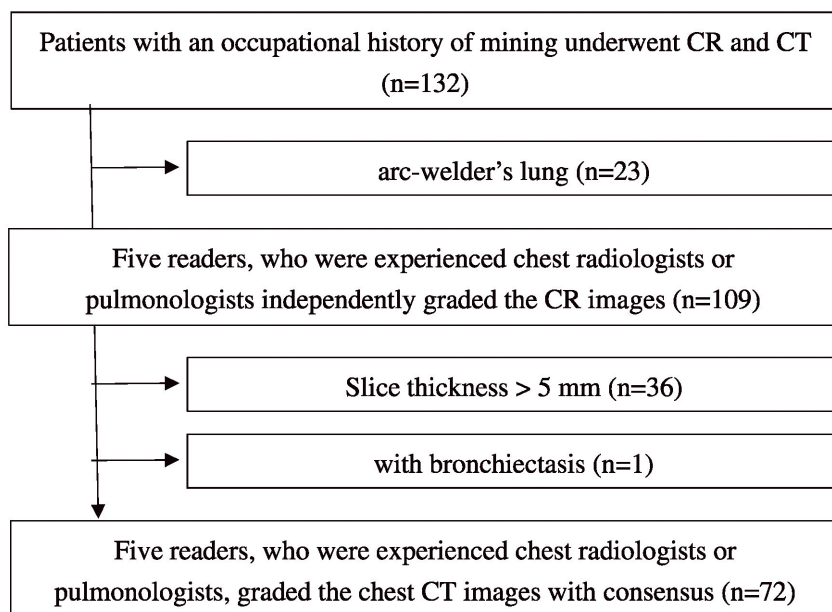 Patients with an occupational history of mining underwent CR and CT
(n=132)
arc-welder's lung (n=23)
Five readers, who were experienced chest radiologists or
pulmonologists independently graded the CR images (n=109)
Slice thickness > 5 mm (n=36)
with bronchiectasis (n=1)
Five readers, who were experienced chest radiologists or
pulmonologists, graded the chest CT images with consensus (n=72)